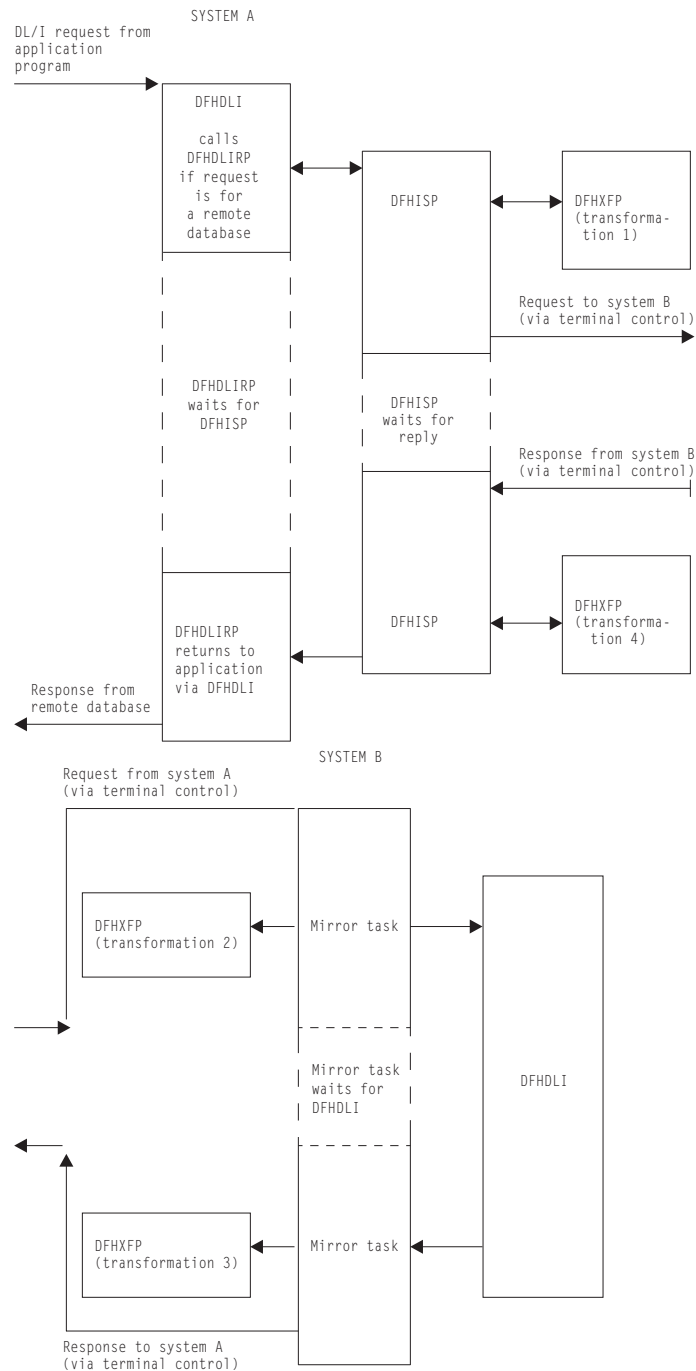 SYSTEM A
DL/I request from
application
program
DFHDLI
calls
DFHDLIRP
if request
is for
a remote
database
DFHISP
DFHXFP
(transforma-
tion 1)
Request to system B
(via terminal control)
DFHDLIRP
waits for
DFHISP
DFHISP
waits for
reply
Response from system B
(via terminal control)
DFHXFP
(transforma-
tion 4)
DFHISP
DFHDLIRP
returns to
application
via DFHDLI
Response from
remote database
SYSTEM B
Request from system A
(via terminal control)
DFHXFP
(transformation 2)
Mirror task
Mirror task
waits for
DFHDLI
DFHDLI
DFHXFP
(transformation 3)
Mirror task
Response to system A
(via terminal control)